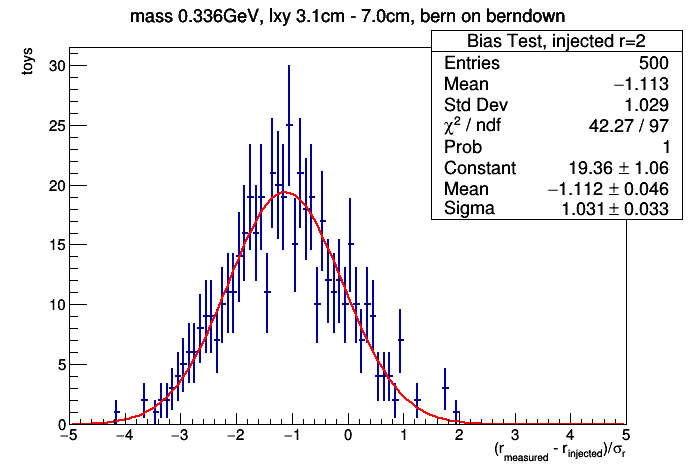 mass 0.336GeV, lxy 3.1cm - 7.0cm, bern on berndown
Bias Test, injected r=2
Entries 500
Mean −1.113
Std Dev 1.029
χ² / ndf 42.27 / 97
Prob 1
Constant 19.36 ± 1.06
Mean −1.112 ± 0.046
Sigma 1.031 ± 0.033
toys
30
25
20
15
10
5
0
−5 −4 −3 −2 −1 0 1 2 3 4 5
(r_measured - r_injected)/σ_r